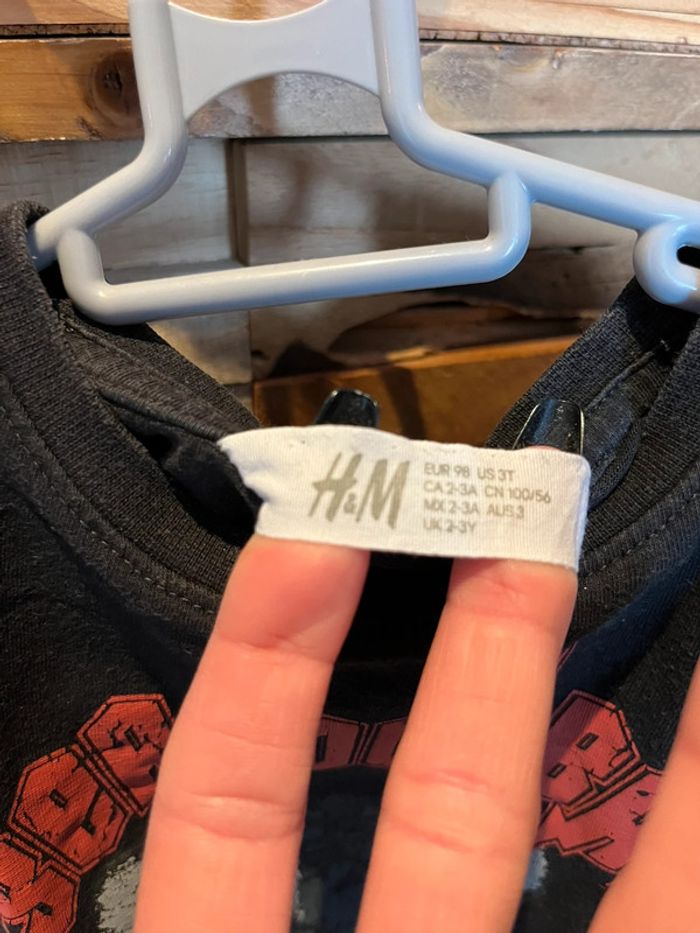 H&M
EUR 98 US 3T
CA 2-3A CN 100/56
MX 2-3A AUS 3
UK 2-3Y